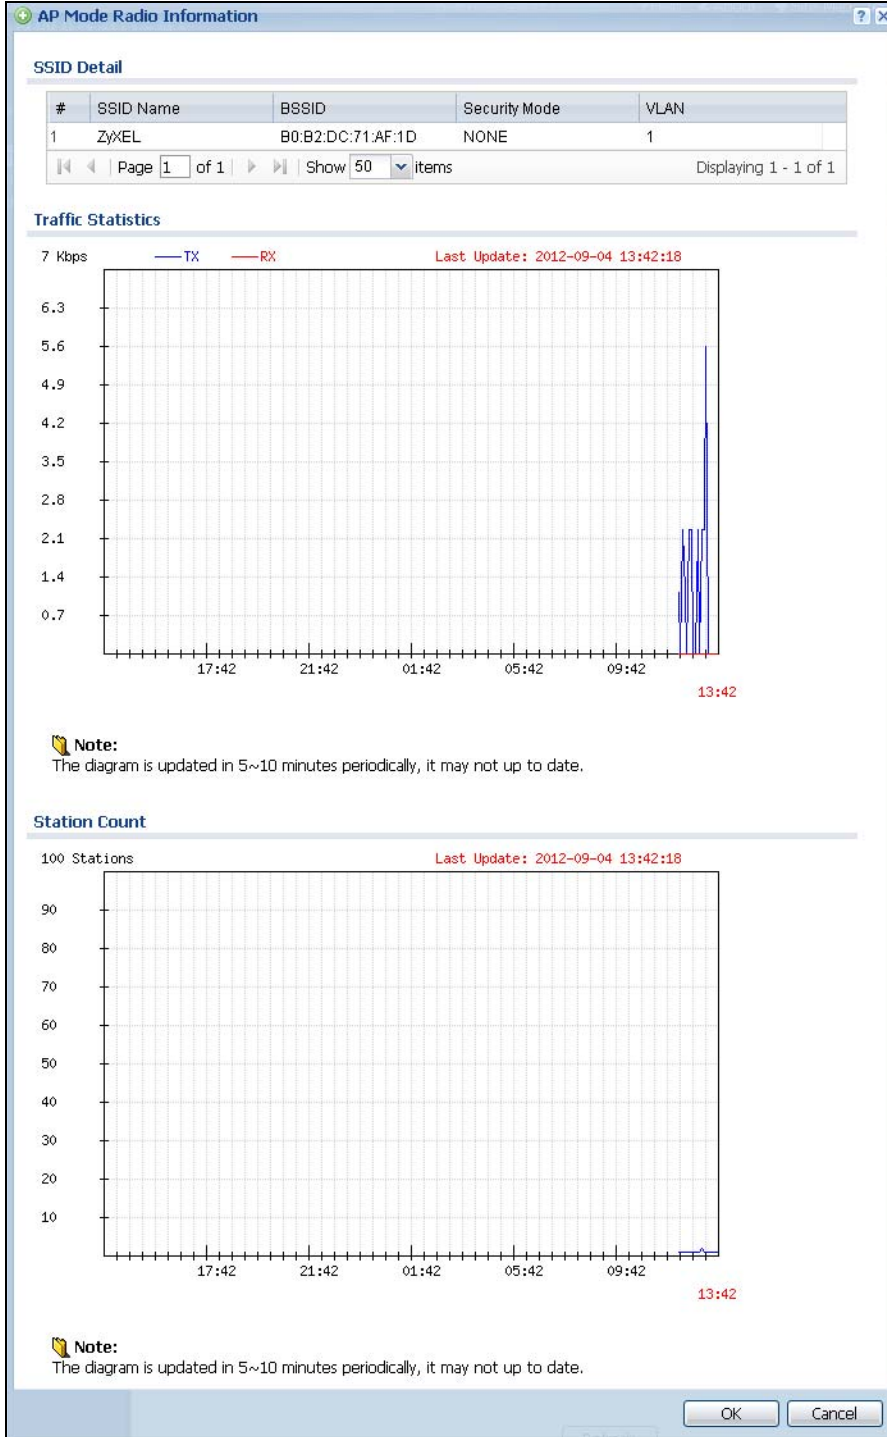 AP Mode Radio Information
SSID Detail
# SSID Name BSSID Security Mode VLAN
1 ZyXEL B0:B2:DC:71:AF:1D NONE 1
Page 1 of 1 Show 50 items Displaying 1 - 1 of 1
Traffic Statistics
7 Kbps TX RX Last Update: 2012-09-04 13:42:18
6.3
5.6
4.9
4.2
3.5
2.8
2.1
1.4
0.7
17:42 21:42 01:42 05:42 09:42
13:42
Note:
The diagram is updated in 5~10 minutes periodically, it may not up to date.
Station Count
100 Stations Last Update: 2012-09-04 13:42:18
90
80
70
60
50
40
30
20
10
17:42 21:42 01:42 05:42 09:42
13:42
Note:
The diagram is updated in 5~10 minutes periodically, it may not up to date.
OK Cancel